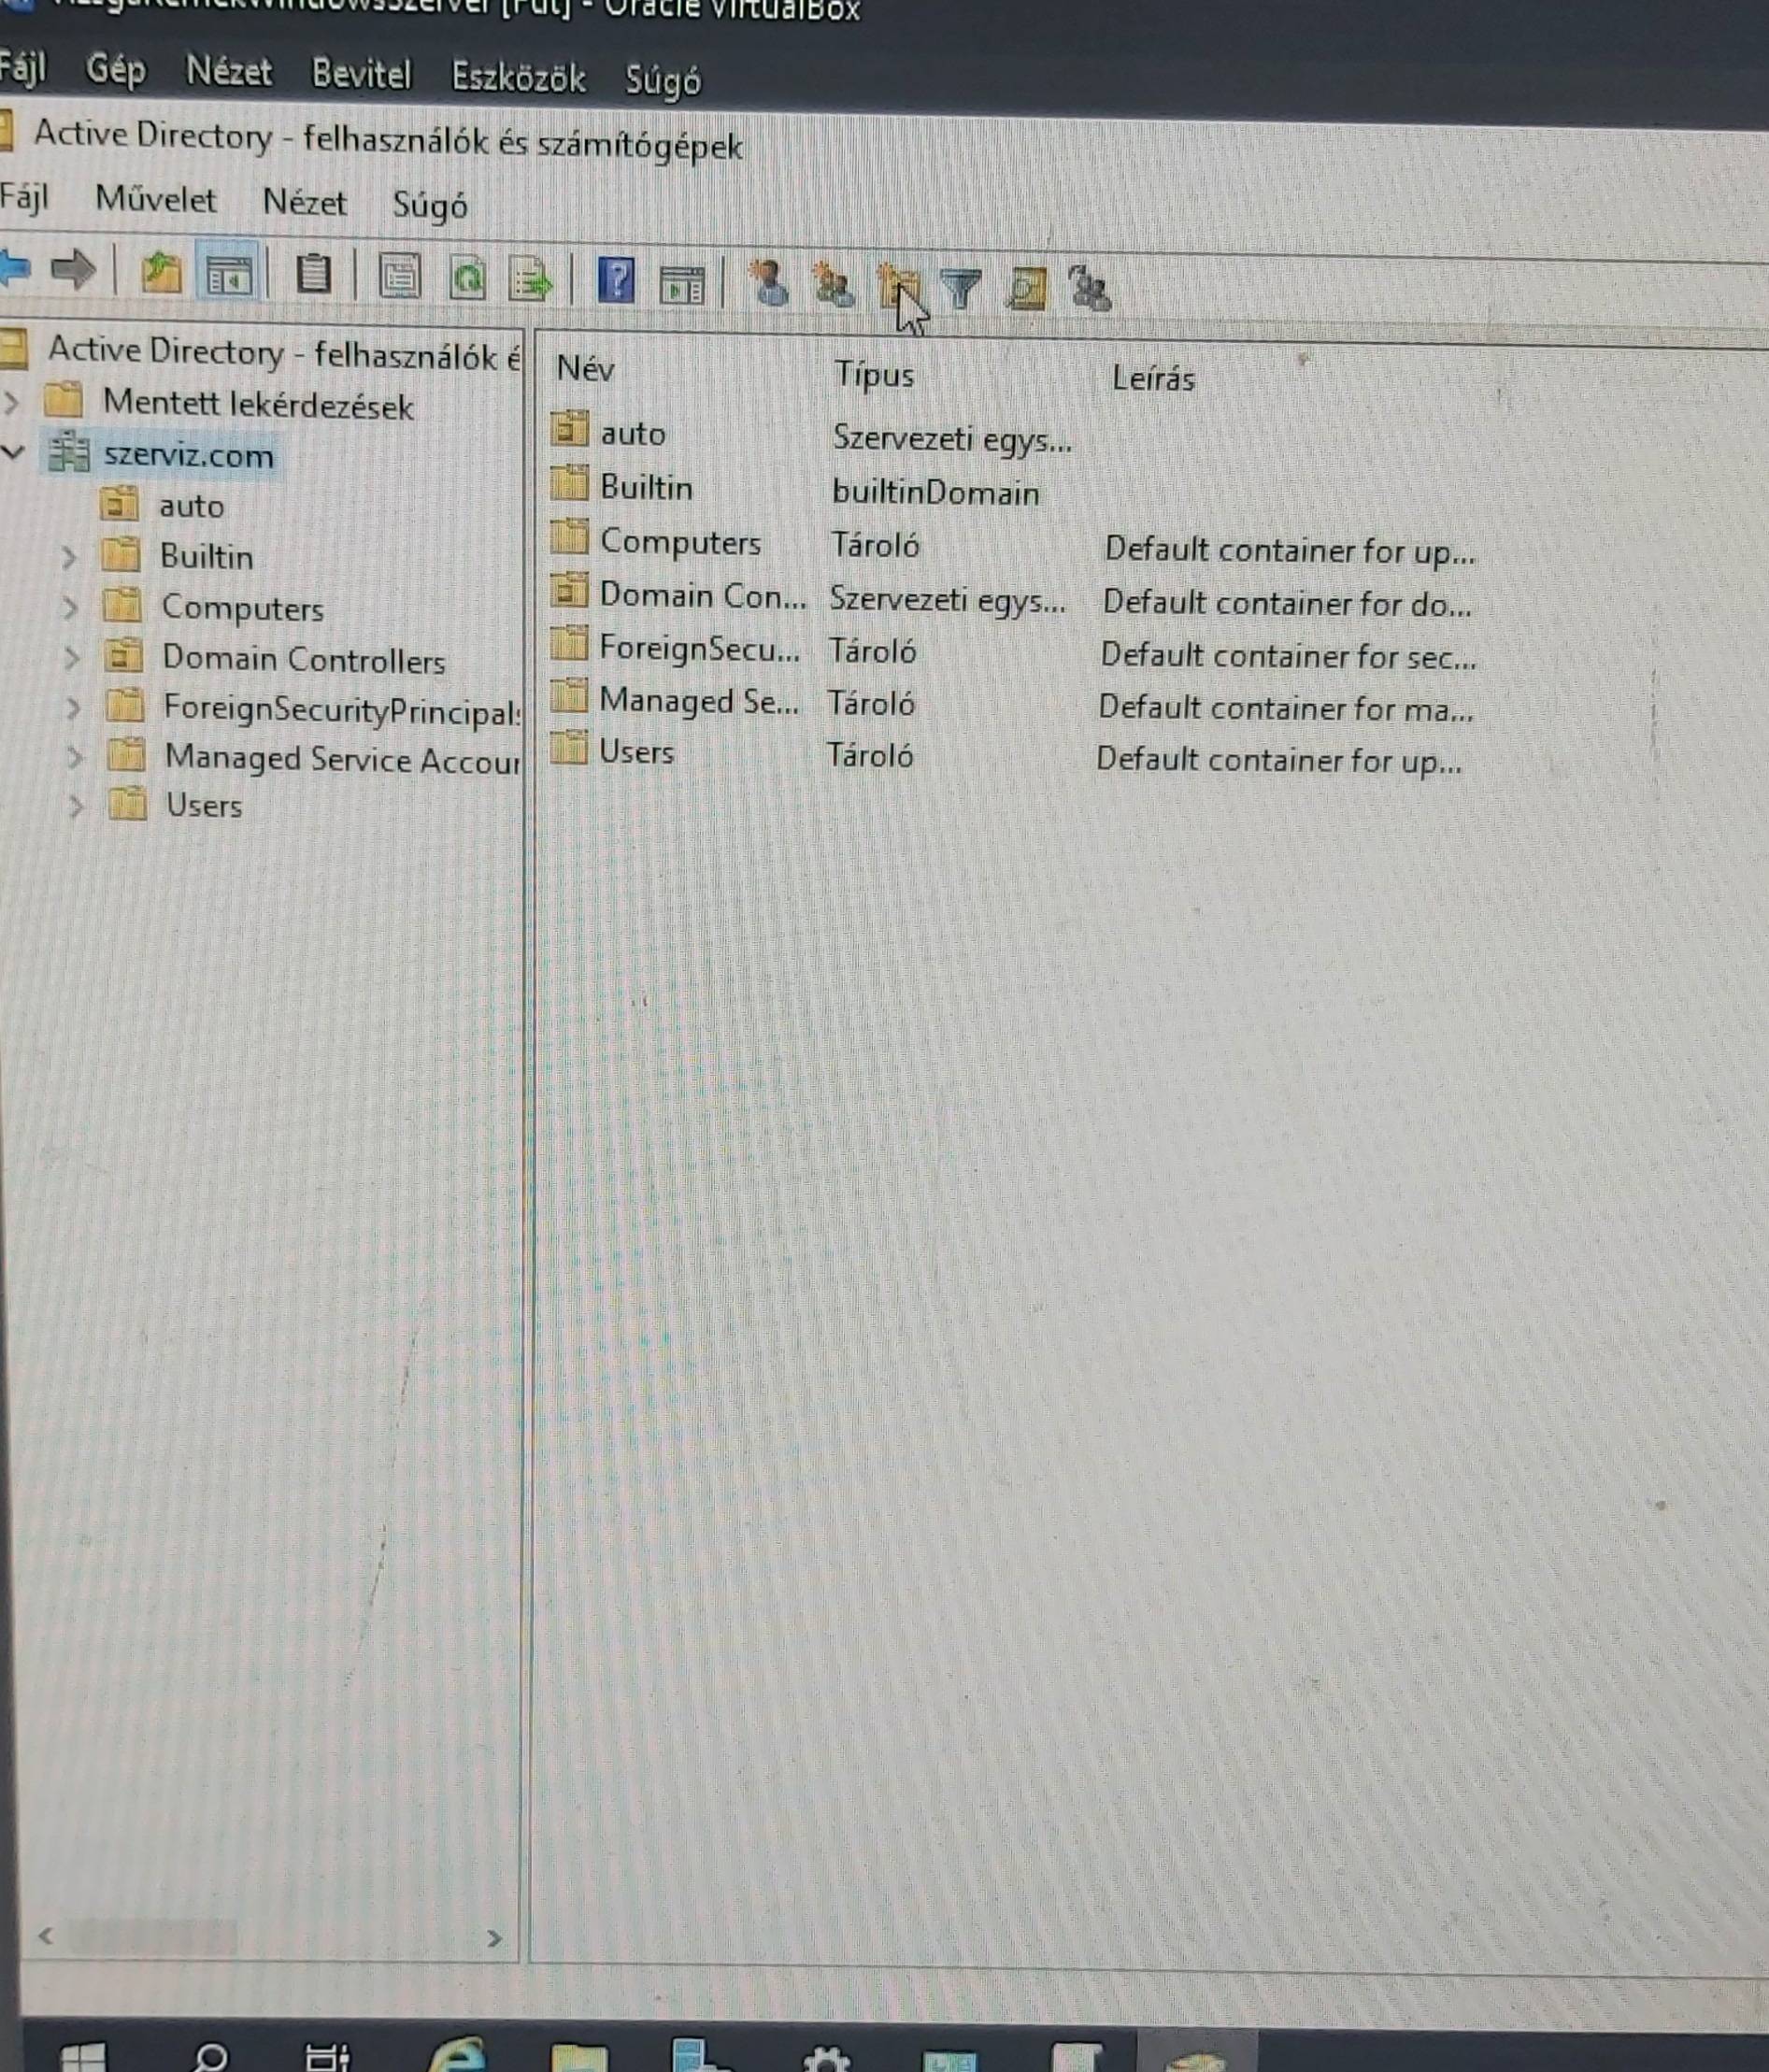 - Oracle VirtualBox
Fájl Gép Nézet Bevitel Eszközök Súgó
Active Directory - felhasználók és számítógépek
Fájl Művelet Nézet Súgó
Active Directory - felhasználók é
Mentett lekérdezések
szerviz.com
auto
Builtin
Computers
Domain Controllers
ForeignSecurityPrincipals
Managed Service Accour
Users
Név Típus Leírás
auto Szervezeti egys...
Builtin builtinDomain
Computers Tároló Default container for up...
Domain Con... Szervezeti egys... Default container for do...
ForeignSecu... Tároló Default container for sec...
Managed Se... Tároló Default container for ma...
Users Tároló Default container for up...